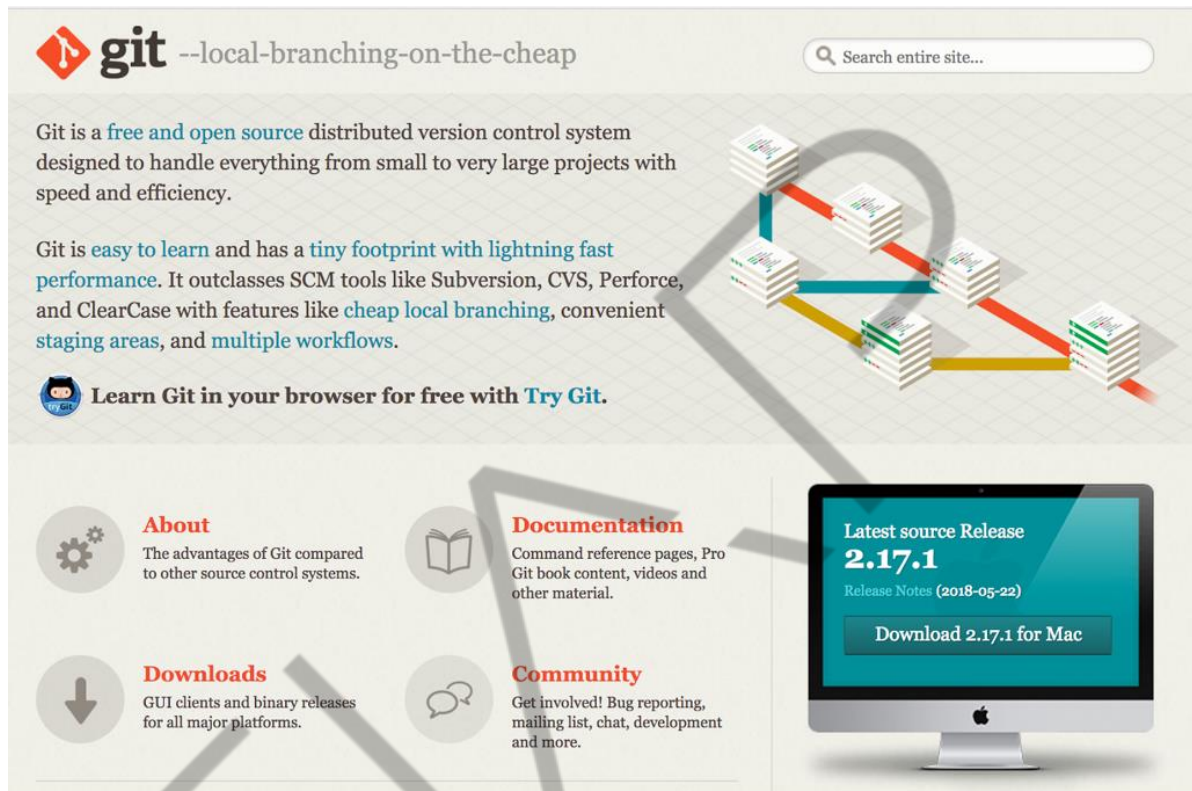 git --local-branching-on-the-cheap
Search entire site...
Git is a free and open source distributed version control system
designed to handle everything from small to very large projects with
speed and efficiency.
Git is easy to learn and has a tiny footprint with lightning fast
performance. It outclasses SCM tools like Subversion, CVS, Perforce,
and ClearCase with features like cheap local branching, convenient
staging areas, and multiple workflows.
tryGit
Learn Git in your browser for free with Try Git.
About
The advantages of Git compared
to other source control systems.
Documentation
Command reference pages, Pro
Git book content, videos and
other material.
Downloads
GUI clients and binary releases
for all major platforms.
Community
Get involved! Bug reporting,
mailing list, chat, development
and more.
Latest source Release
2.17.1
Release Notes (2018-05-22)
Download 2.17.1 for Mac